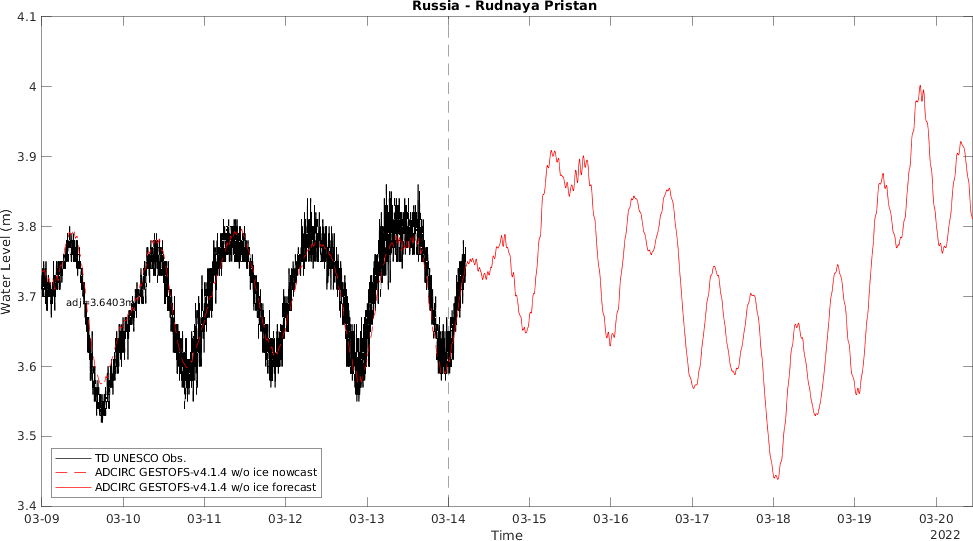 Russia - Rudnaya Pristan
4.1
4
3.9
3.8
3.7
3.6
3.5
3.4
Water Level (m)
adj=3.6403m
TD UNESCO Obs.
ADCIRC GESTOFS-v4.1.4 w/o ice nowcast
ADCIRC GESTOFS-v4.1.4 w/o ice forecast
03-09 03-10 03-11 03-12 03-13 03-14 03-15 03-16 03-17 03-18 03-19 03-20
Time 2022